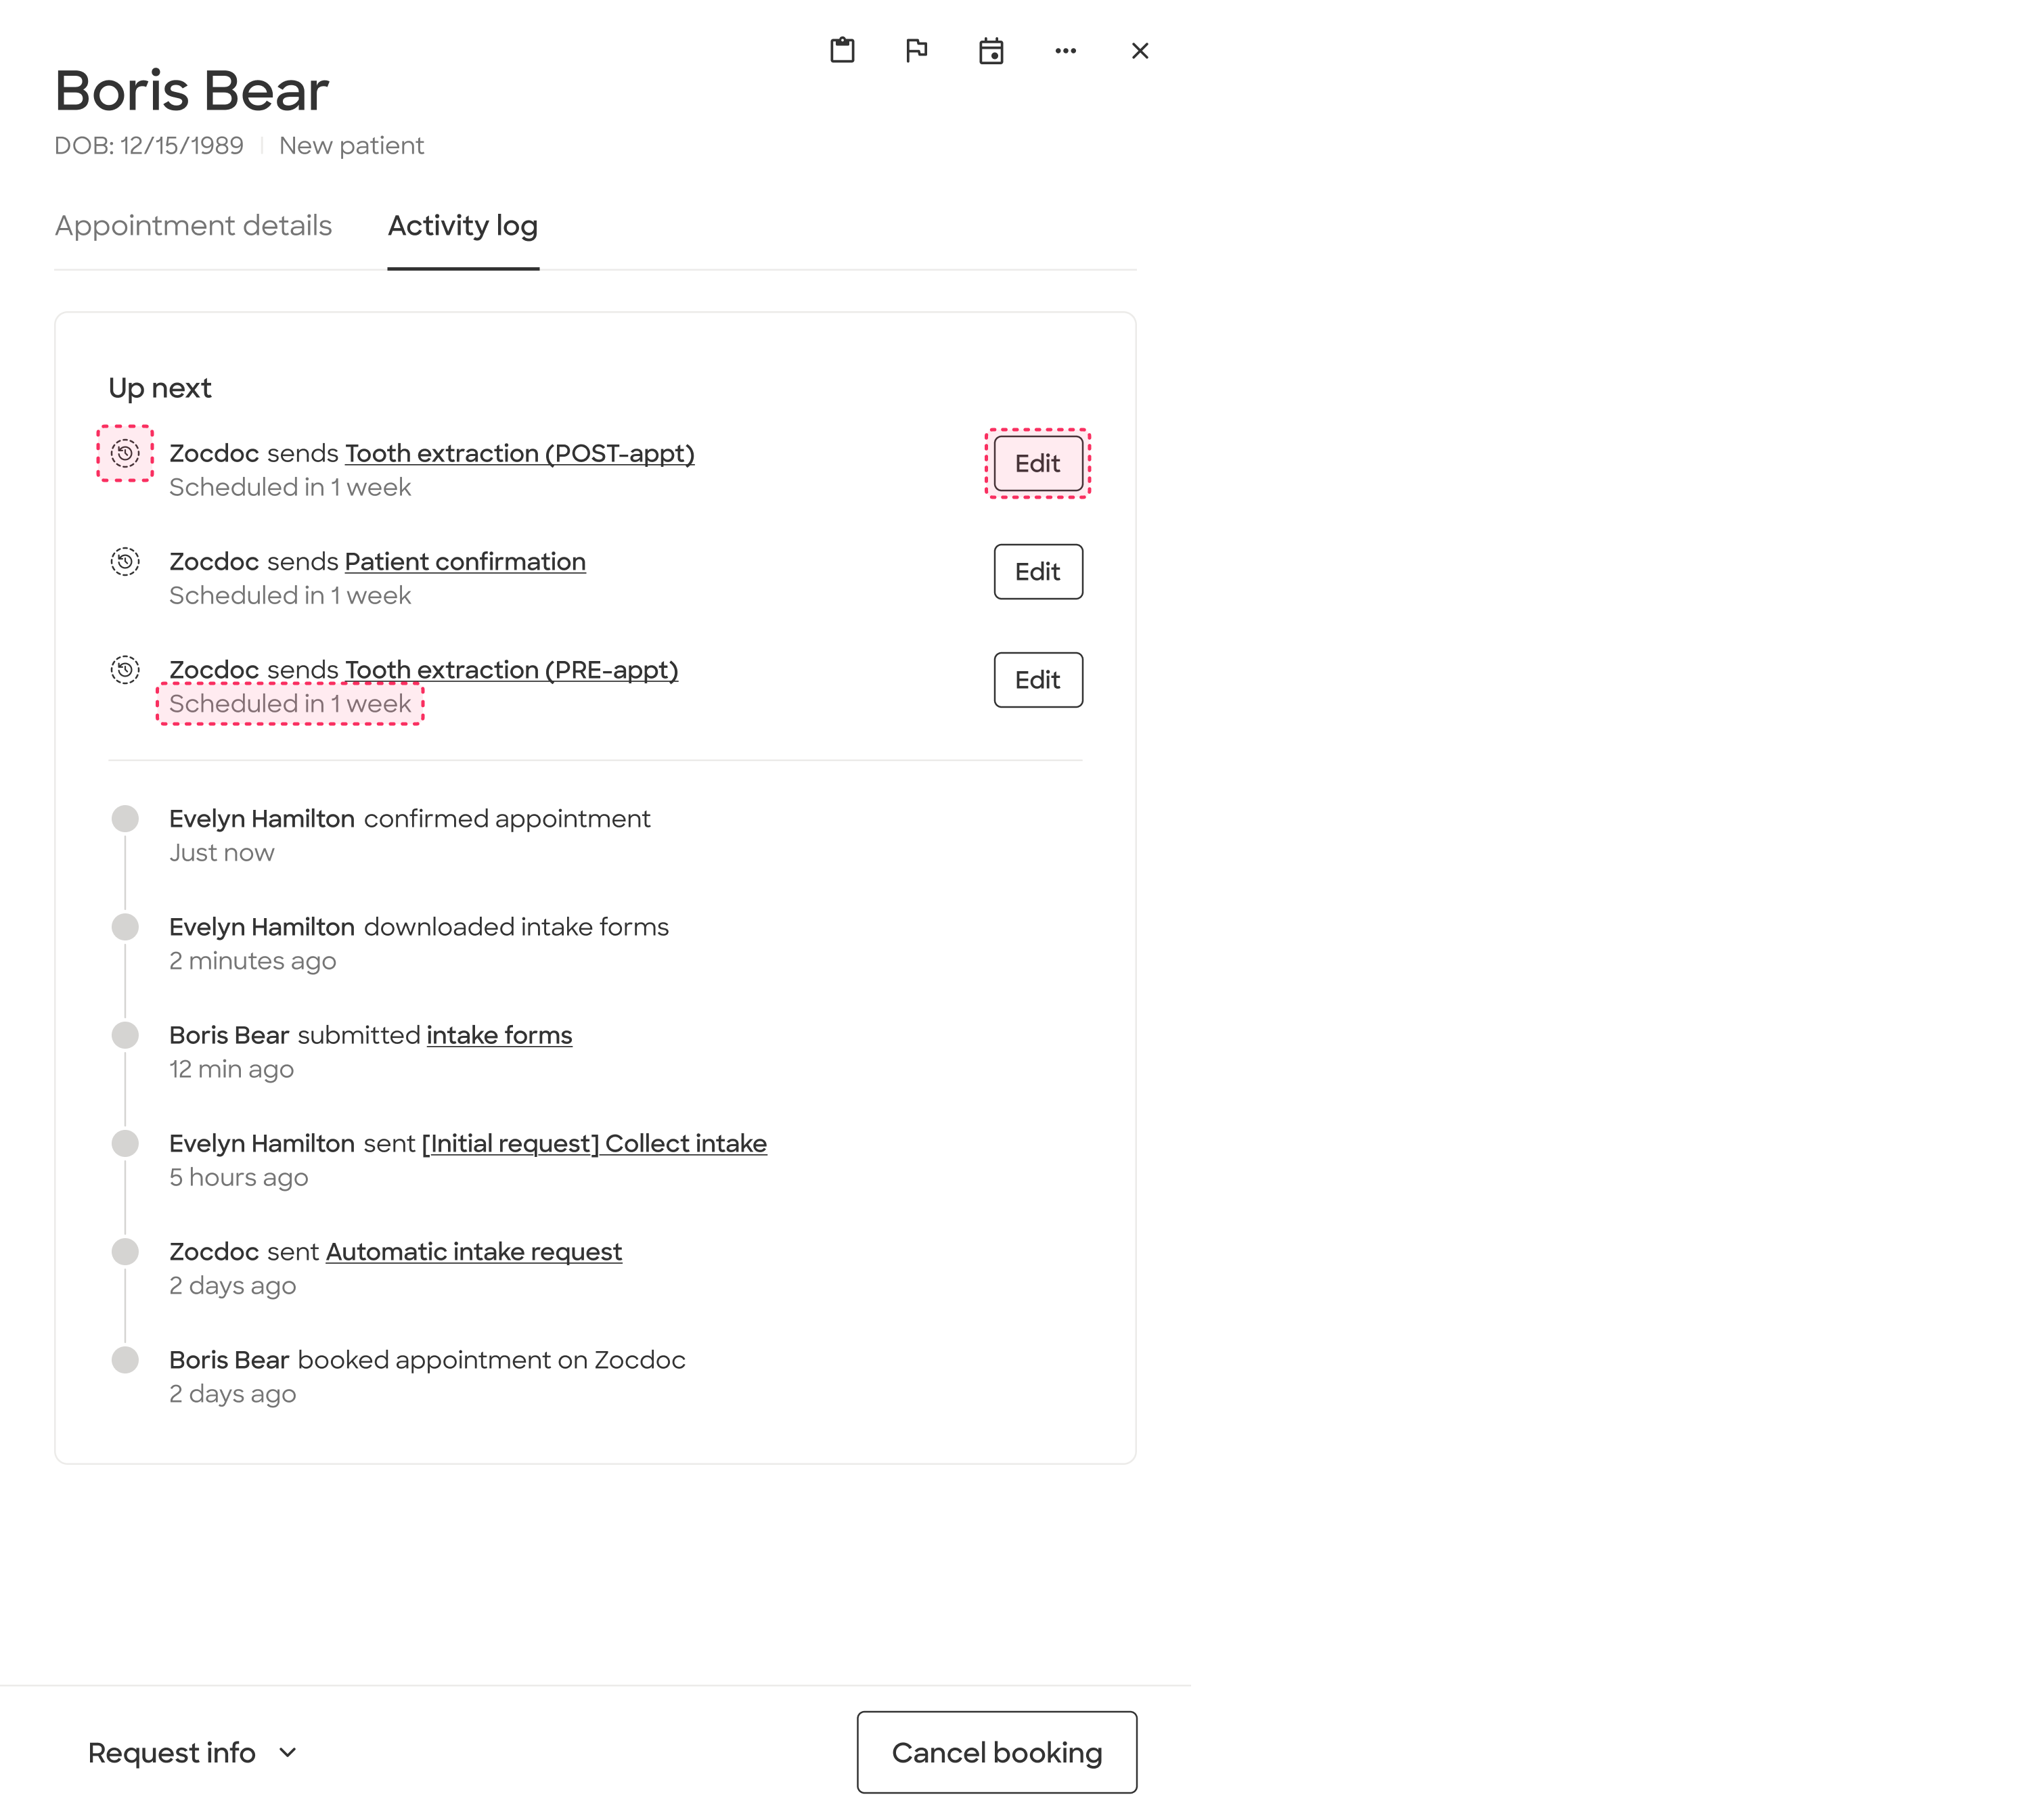 Boris Bear
DOB: 12/15/1989 New patient
Appointment details Activity log
Up next
Zocdoc sends Tooth extraction (POST-appt)
Scheduled in 1 week
Edit
Zocdoc sends Patient confirmation
Scheduled in 1 week
Edit
Zocdoc sends Tooth extraction (PRE-appt)
Scheduled in 1 week
Edit
Evelyn Hamilton confirmed appointment
Just now
Evelyn Hamilton downloaded intake forms
2 minutes ago
Boris Bear submitted intake forms
12 min ago
Evelyn Hamilton sent [Initial request] Collect intake
5 hours ago
Zocdoc sent Automatic intake request
2 days ago
Boris Bear booked appointment on Zocdoc
2 days ago
Request info
Cancel booking